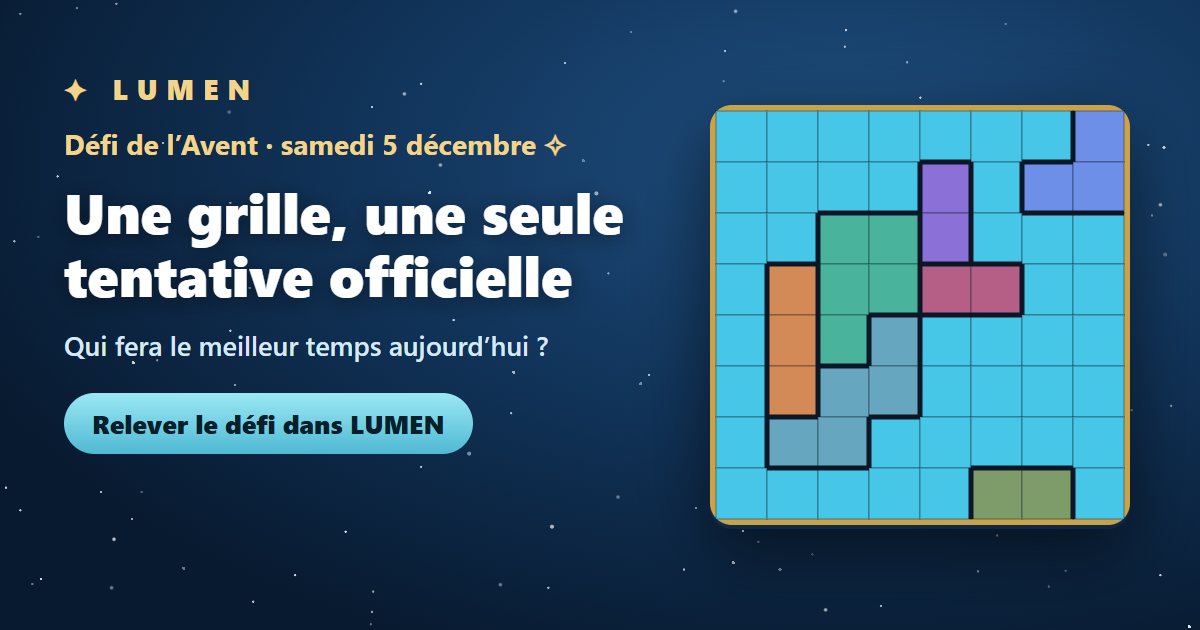 ✦ LUMEN
Défi de l’Avent · samedi 5 décembre ✧
Une grille, une seule
tentative officielle
Qui fera le meilleur temps aujourd’hui ?
Relever le défi dans LUMEN